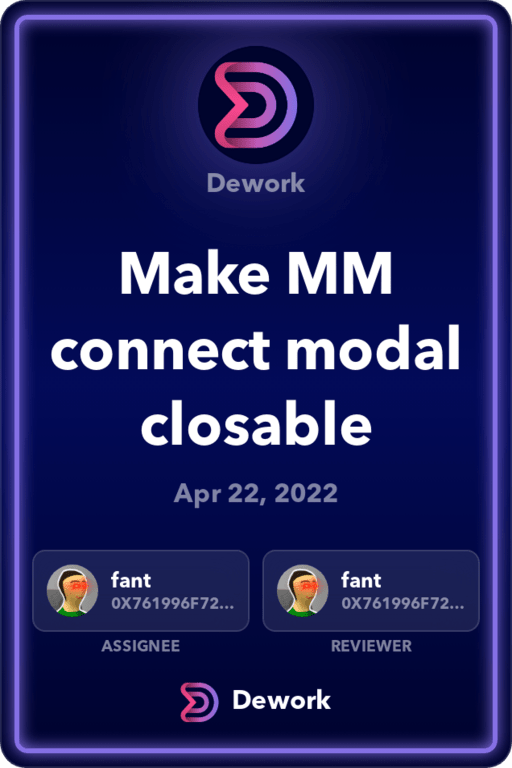 Dework
Make MM
connect modal
closable
Apr 22, 2022
fant
0X761996F72...
ASSIGNEE
fant
0X761996F72...
REVIEWER
Dework